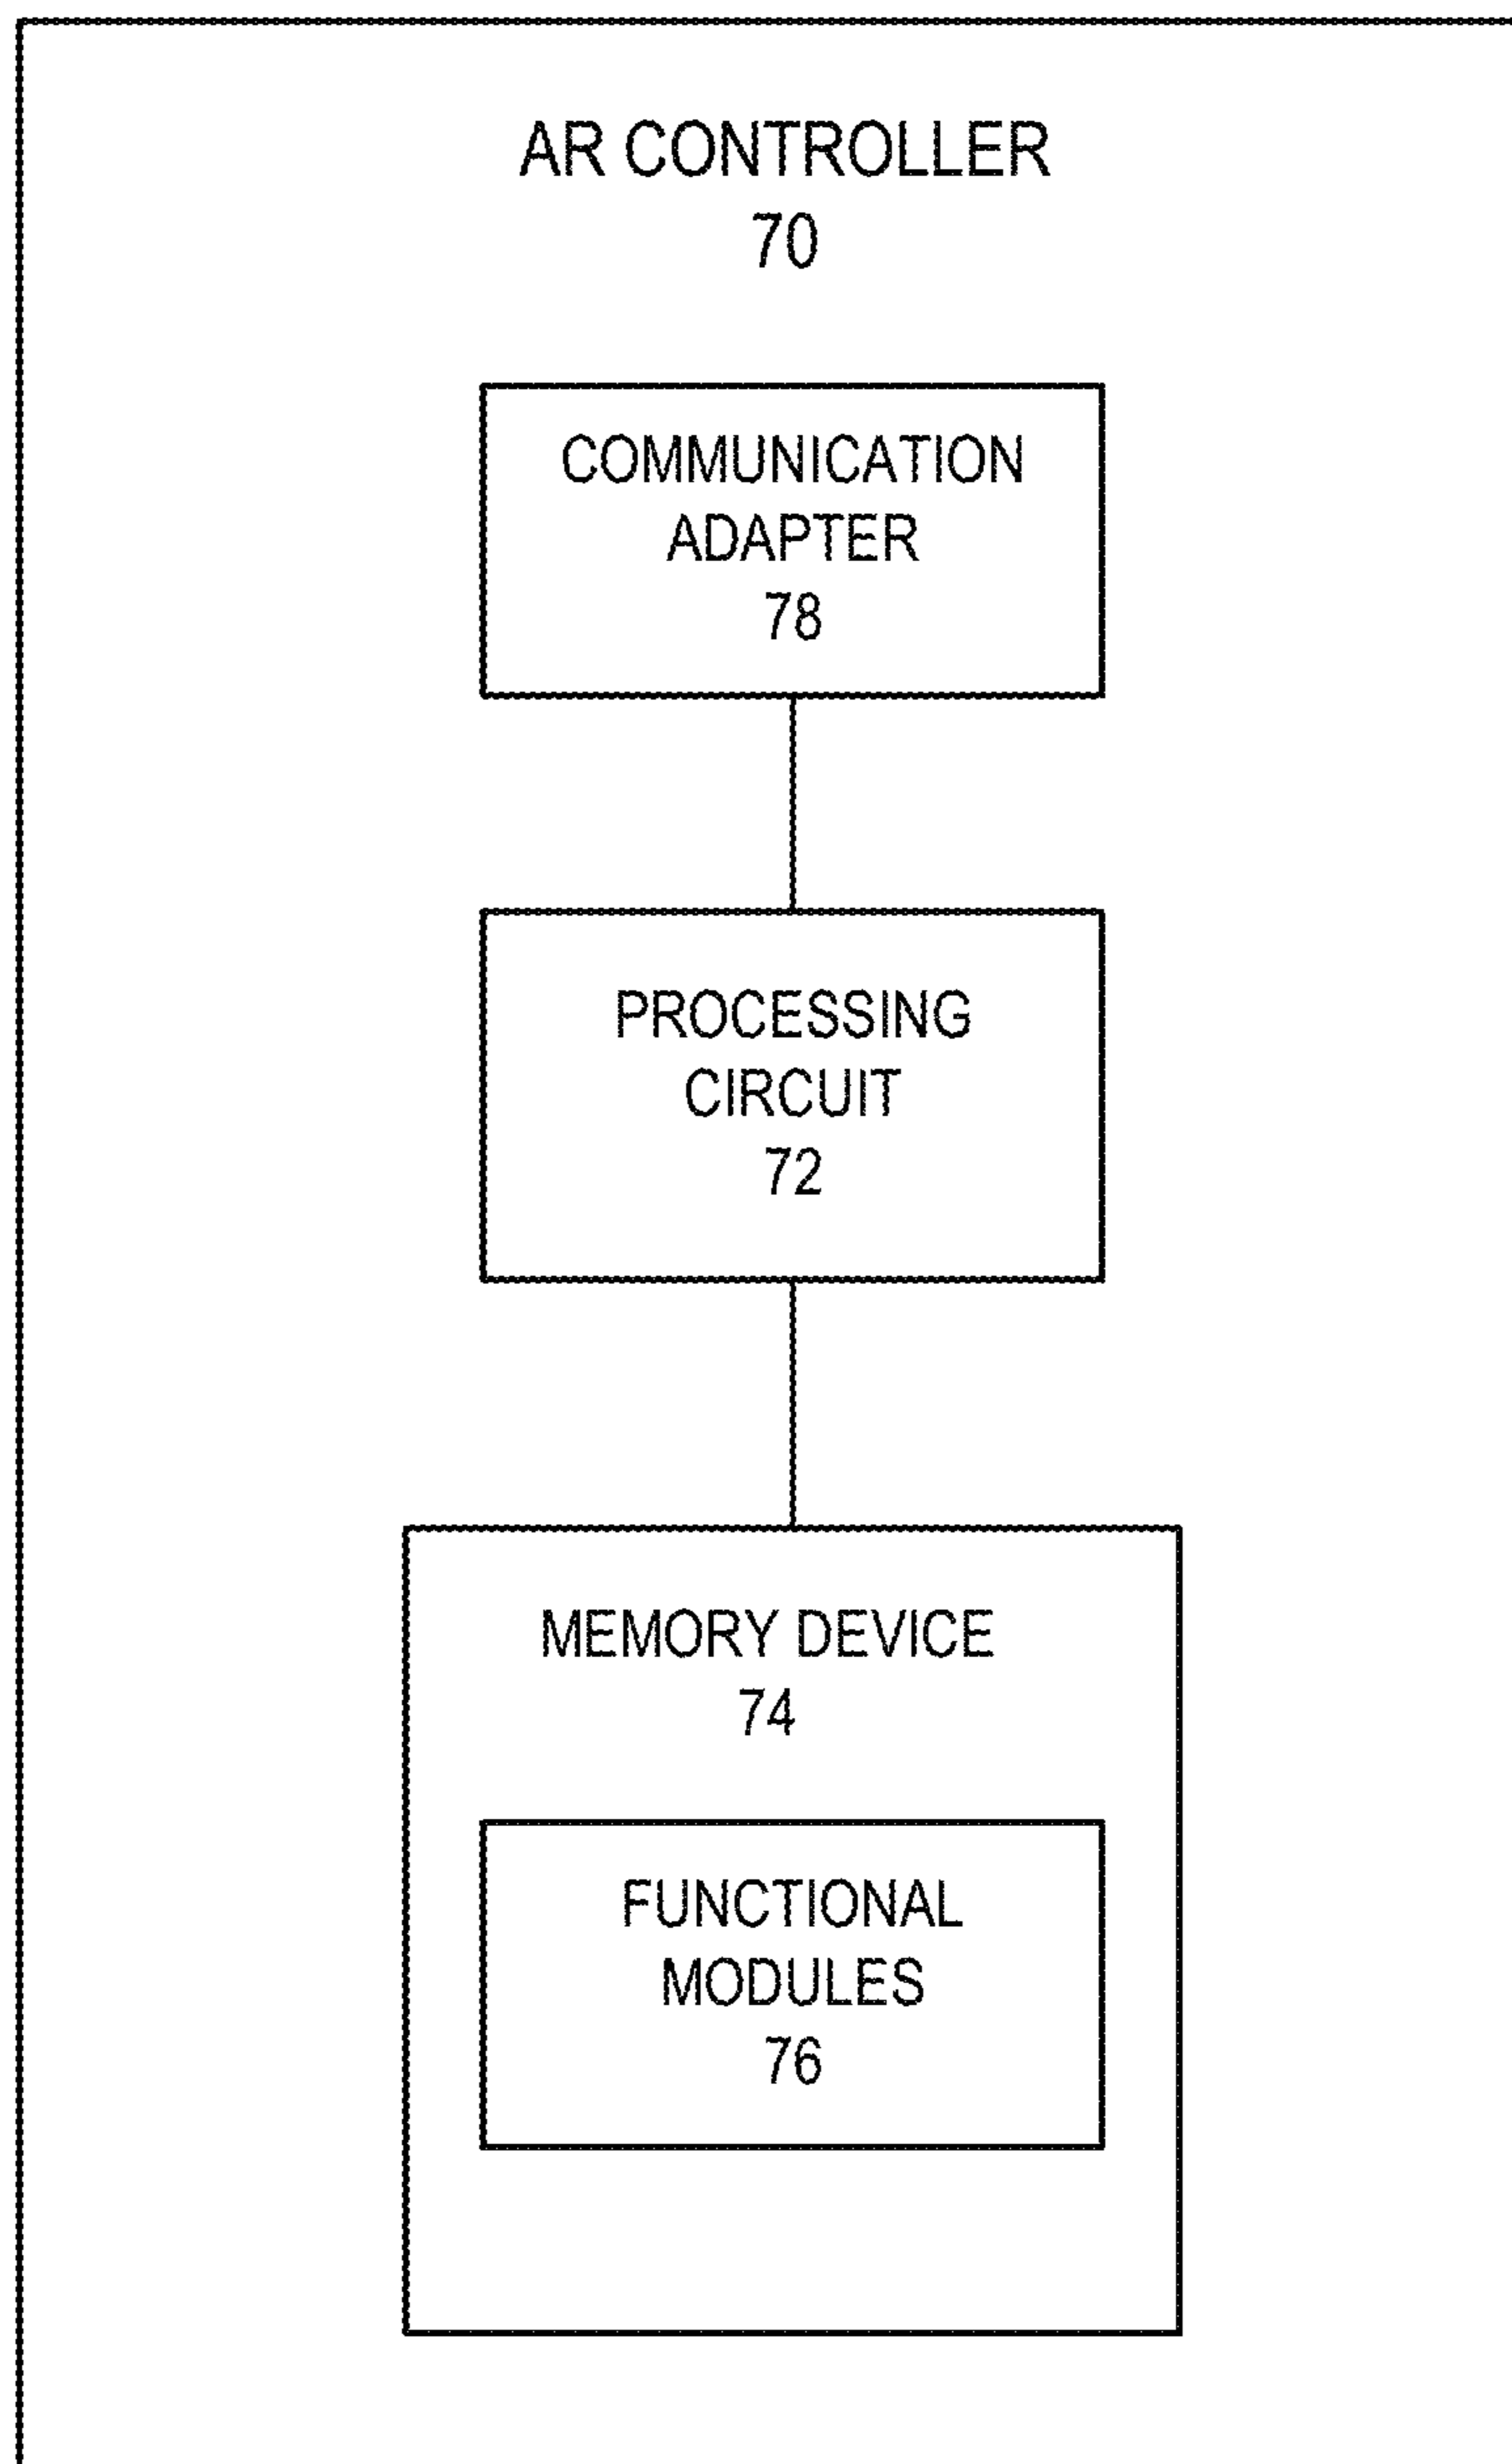 AR CONTROLLER
70
COMMUNICATION
ADAPTER
78
PROCESSING
CIRCUIT
72
MEMORY DEVICE
74
FUNCTIONAL
MODULES
76